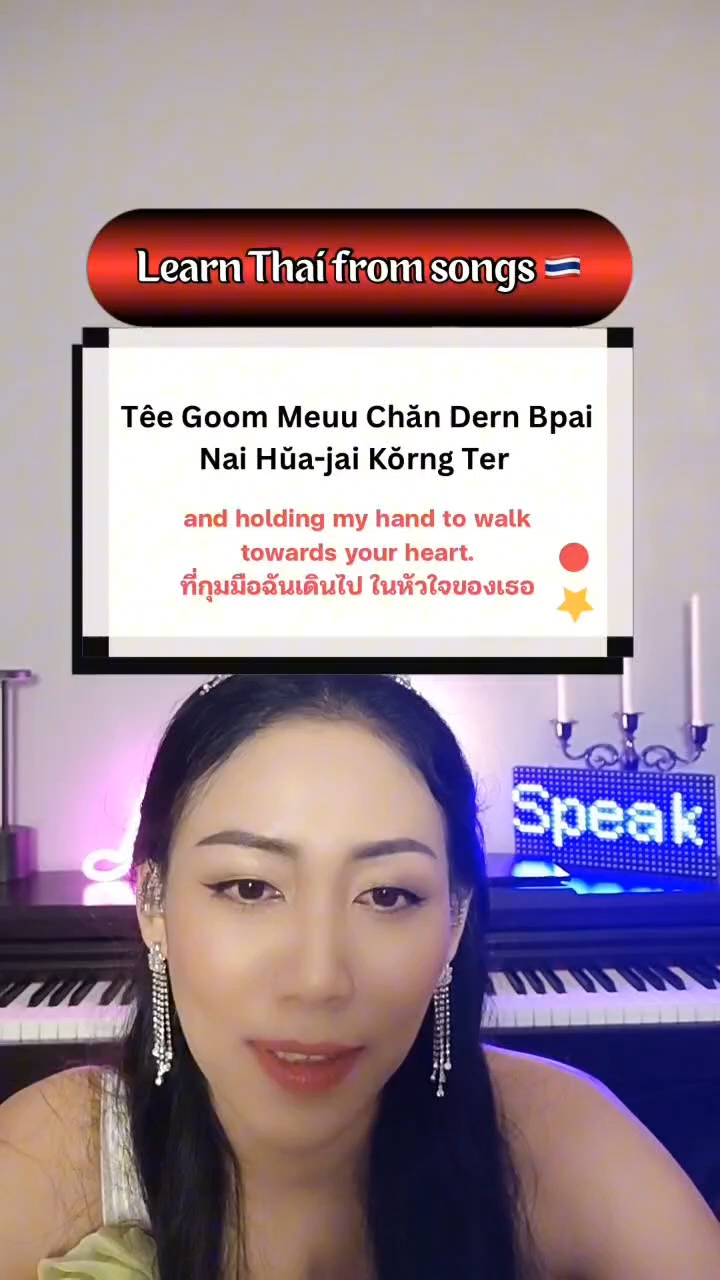 Learn Thai from songs 🇹🇭
Têe Goom Meuu Chăn Dern Bpai
Nai Hŭa-jai Kŏrng Ter
and holding my hand to walk
towards your heart.
ที่กุมมือฉันเดินไป ในหัวใจของเธอ
Speak